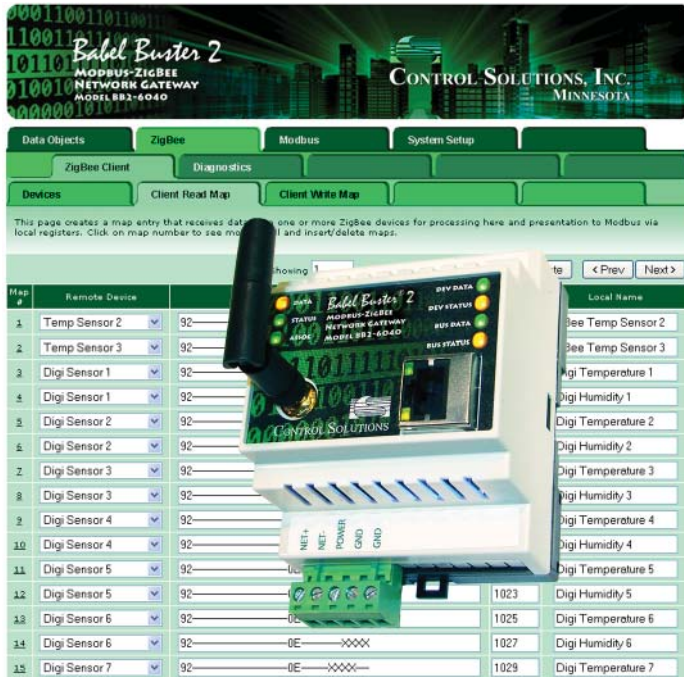 Babel Buster 2
MODBUS-ZIGBEE
NETWORK GATEWAY
MODEL BB2-6040
CONTROL SOLUTIONS, INC.
MINNESOTA
Data Objects ZigBee Modbus System Setup
ZigBee Client Diagnostics
Devices Client Read Map Client Write Map
This page creates a map entry that receives data one or more ZigBee devices for processing here and presentation to Modbus via
local registers. Click on map number to see and insert/delete maps.
Showing 1 < Prev Next >
Map # Remote Device Local Name
1 Temp Sensor 2 92 Temp Sensor 2
2 Temp Sensor 3 92 Temp Sensor 3
3 Digi Sensor 1 92 Digi Temperature 1
4 Digi Sensor 1 92 Digi Humidity 1
5 Digi Sensor 2 92 Digi Temperature 2
6 Digi Sensor 2 92 Digi Humidity 2
7 Digi Sensor 3 92 Digi Temperature 3
8 Digi Sensor 3 92 Digi Humidity 3
9 Digi Sensor 4 92 Digi Temperature 4
10 Digi Sensor 4 92 Digi Humidity 4
11 Digi Sensor 5 92 0E Digi Temperature 5
12 Digi Sensor 5 92 1023 Digi Humidity 5
13 Digi Sensor 6 92 0E 1025 Digi Temperature 6
14 Digi Sensor 6 92--------0E----XXXX 1027 Digi Humidity 6
15 Digi Sensor 7 92--------0E----XXXX---- 1029 Digi Temperature 7
DATA
STATUS
ASSOC
Babel Buster 2
MODBUS-ZIGBEE
NETWORK GATEWAY
MODEL BB2-6040
DEV DATA
DEV STATUS
BUS DATA
BUS STATUS
CONTROL SOLUTIONS
NET+
NET-
POWER
GND
GND